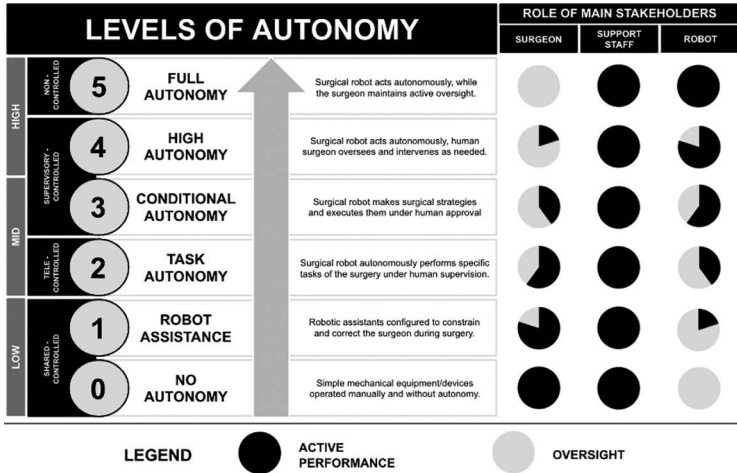 LEVELS OF AUTONOMY
ROLE OF MAIN STAKEHOLDERS
SURGEON
SUPPORT
STAFF
ROBOT
HIGH
NON -
CONTROLLED
5
FULL
AUTONOMY
Surgical robot acts autonomously, while
the surgeon maintains active oversight.
SUPERVISORY-
CONTROLLED
4
HIGH
AUTONOMY
Surgical robot acts autonomously, human
surgeon oversees and intervenes as needed.
MID
3
CONDITIONAL
AUTONOMY
Surgical robot makes surgical strategies
and executes them under human approval
TELE -
CONTROLLED
2
TASK
AUTONOMY
Surgical robot autonomously performs specific
tasks of the surgery under human supervision.
LOW
SHARED -
CONTROLLED
1
ROBOT
ASSISTANCE
Robotic assistants configured to constrain
and correct the surgeon during surgery.
0
NO
AUTONOMY
Simple mechanical equipment/devices
operated manually and without autonomy.
LEGEND
ACTIVE
PERFORMANCE
OVERSIGHT